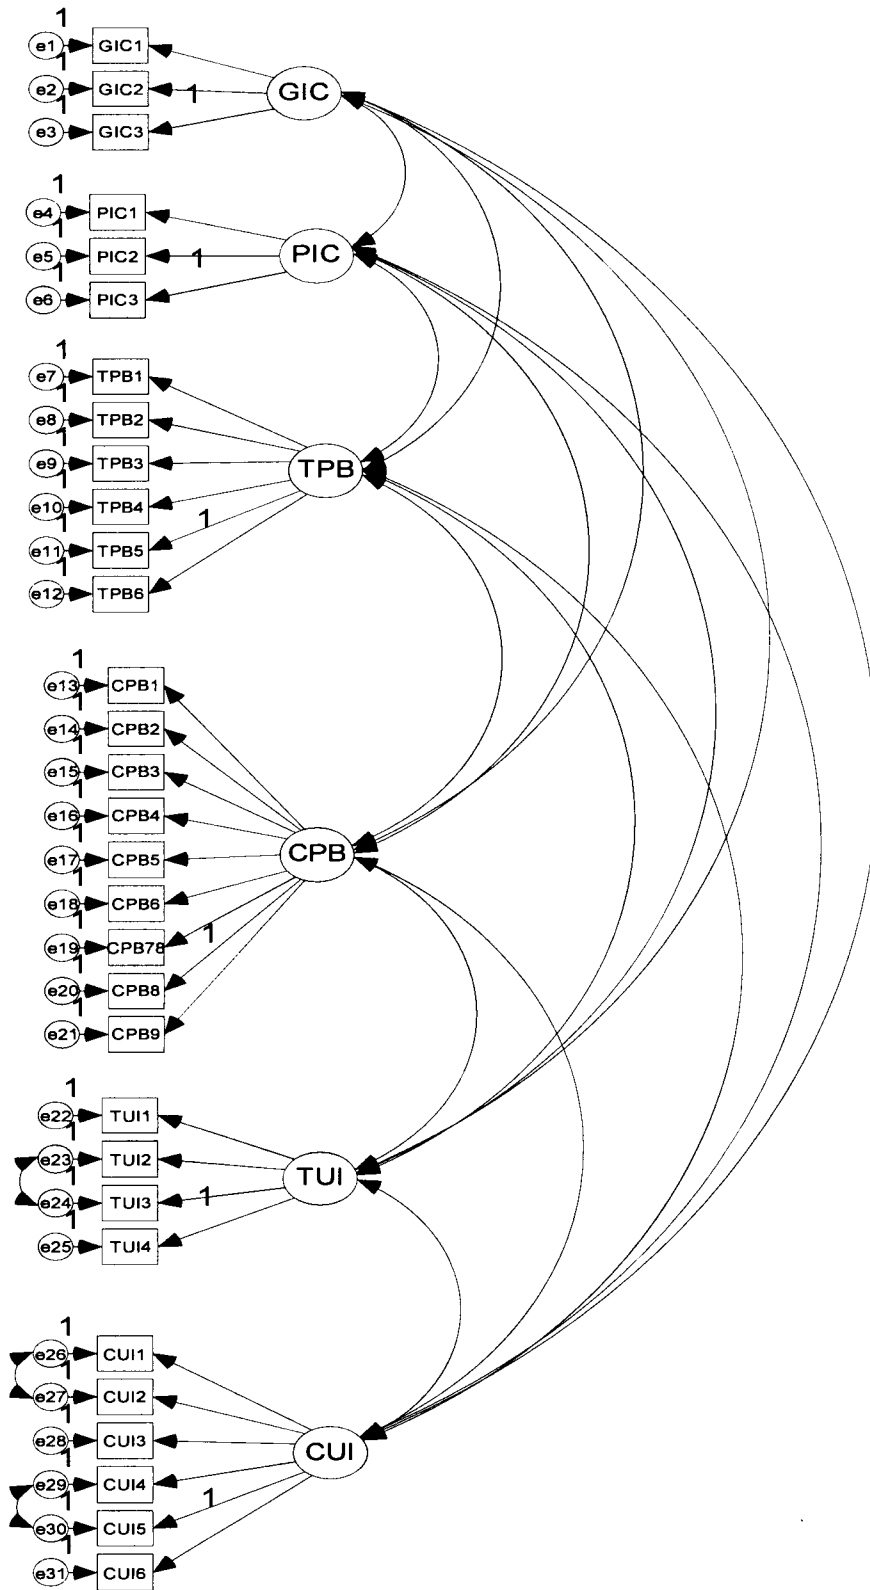 1
e1 GIC1
1
e2 GIC2 1 GIC
1
e3 GIC3
1
e4 PIC1
1
e5 PIC2 1 PIC
1
e6 PIC3
1
e7 TPB1
1
e8 TPB2
1
e9 TPB3 TPB
1
e10 TPB4
1 1
e11 TPB5
1
e12 TPB6
1
e13 CPB1
1
e14 CPB2
1
e15 CPB3
1
e16 CPB4
1
e17 CPB5 CPB
1
e18 CPB6
1 1
e19 CPB78
1
e20 CPB8
1
e21 CPB9
1
e22 TUI1
1
e23 TUI2 TUI
1
e24 TUI3 1
1
e25 TUI4
1
e26 CUI1
1
e27 CUI2
1
e28 CUI3 CUI
1
e29 CUI4
1 1
e30 CUI5
1
e31 CUI6